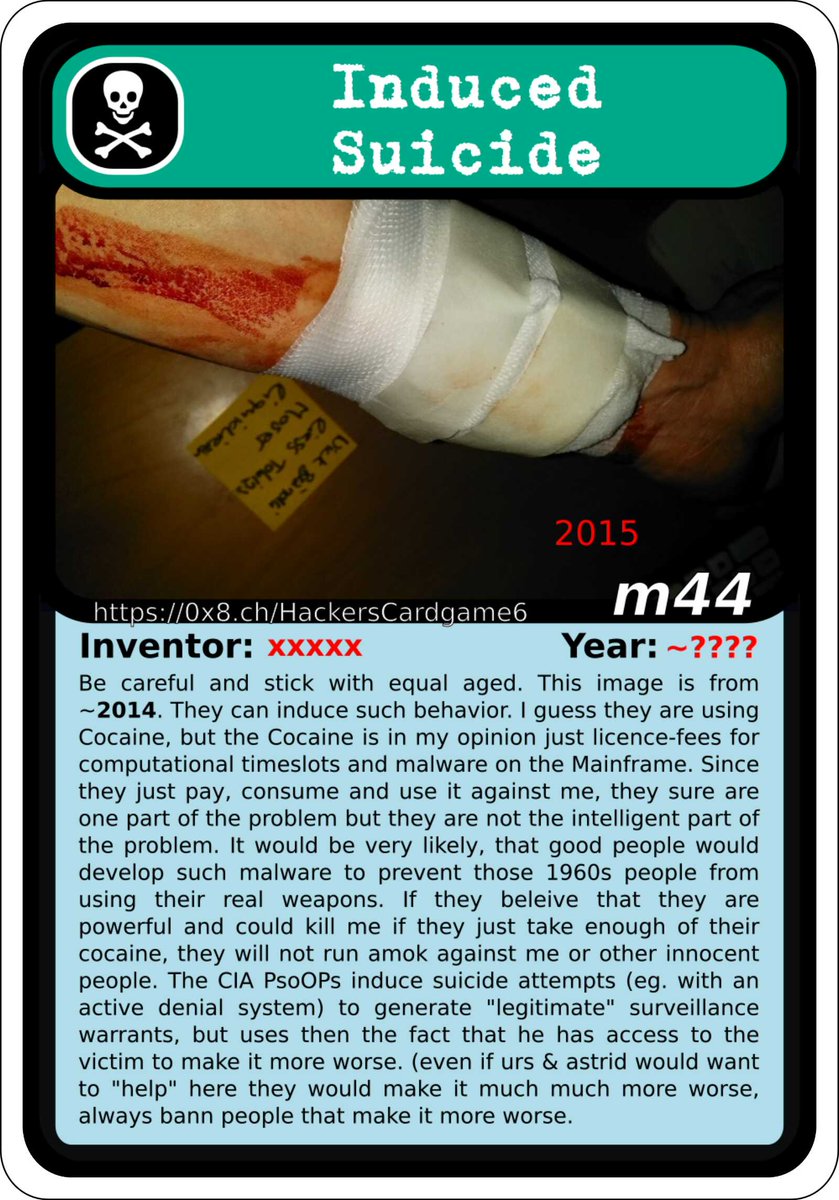 Induced
Suicide
Liquidieren
Moser
lass Tobias
2015
m44
https://0x8.ch/HackersCardgame6
Inventor: xxxxx
Year: ~????
Be careful and stick with equal aged. This image is from
~2014. They can induce such behavior. I guess they are using
Cocaine, but the Cocaine is in my opinion just licence-fees for
computational timeslots and malware on the Mainframe. Since
they just pay, consume and use it against me, they sure are
one part of the problem but they are not the intelligent part of
the problem. It would be very likely, that good people would
develop such malware to prevent those 1960s people from
using their real weapons. If they beleive that they are
powerful and could kill me if they just take enough of their
cocaine, they will not run amok against me or other innocent
people. The CIA PsoOPs induce suicide attempts (eg. with an
active denial system) to generate "legitimate" surveillance
warrants, but uses then the fact that he has access to the
victim to make it more worse. (even if urs & astrid would want
to "help" here they would make it much much more worse,
always bann people that make it more worse.